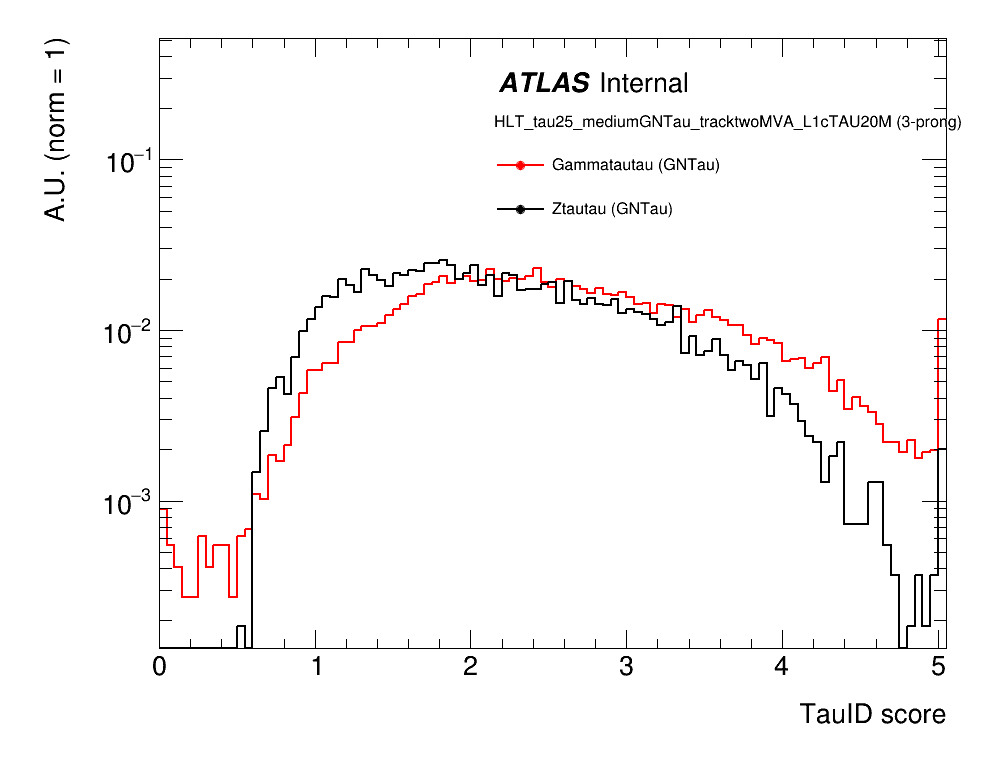 A.U. (norm = 1)
ATLAS Internal
HLT_tau25_mediumGNTau_tracktwoMVA_L1cTAU20M (3-prong)
Gammatautau (GNTau)
Ztautau (GNTau)
10⁻¹
10⁻²
10⁻³
0 1 2 3 4 5
TauID score